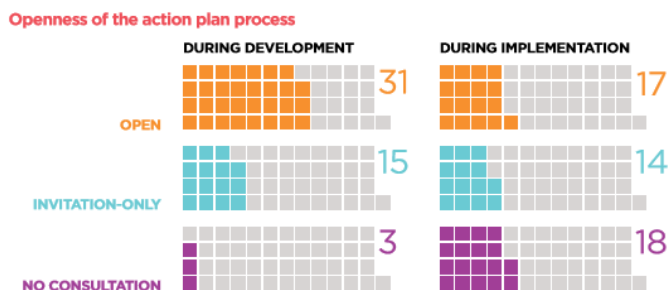 Openness of the action plan process
DURING DEVELOPMENT DURING IMPLEMENTATION
31 17
OPEN
15 14
INVITATION-ONLY
3 18
NO CONSULTATION